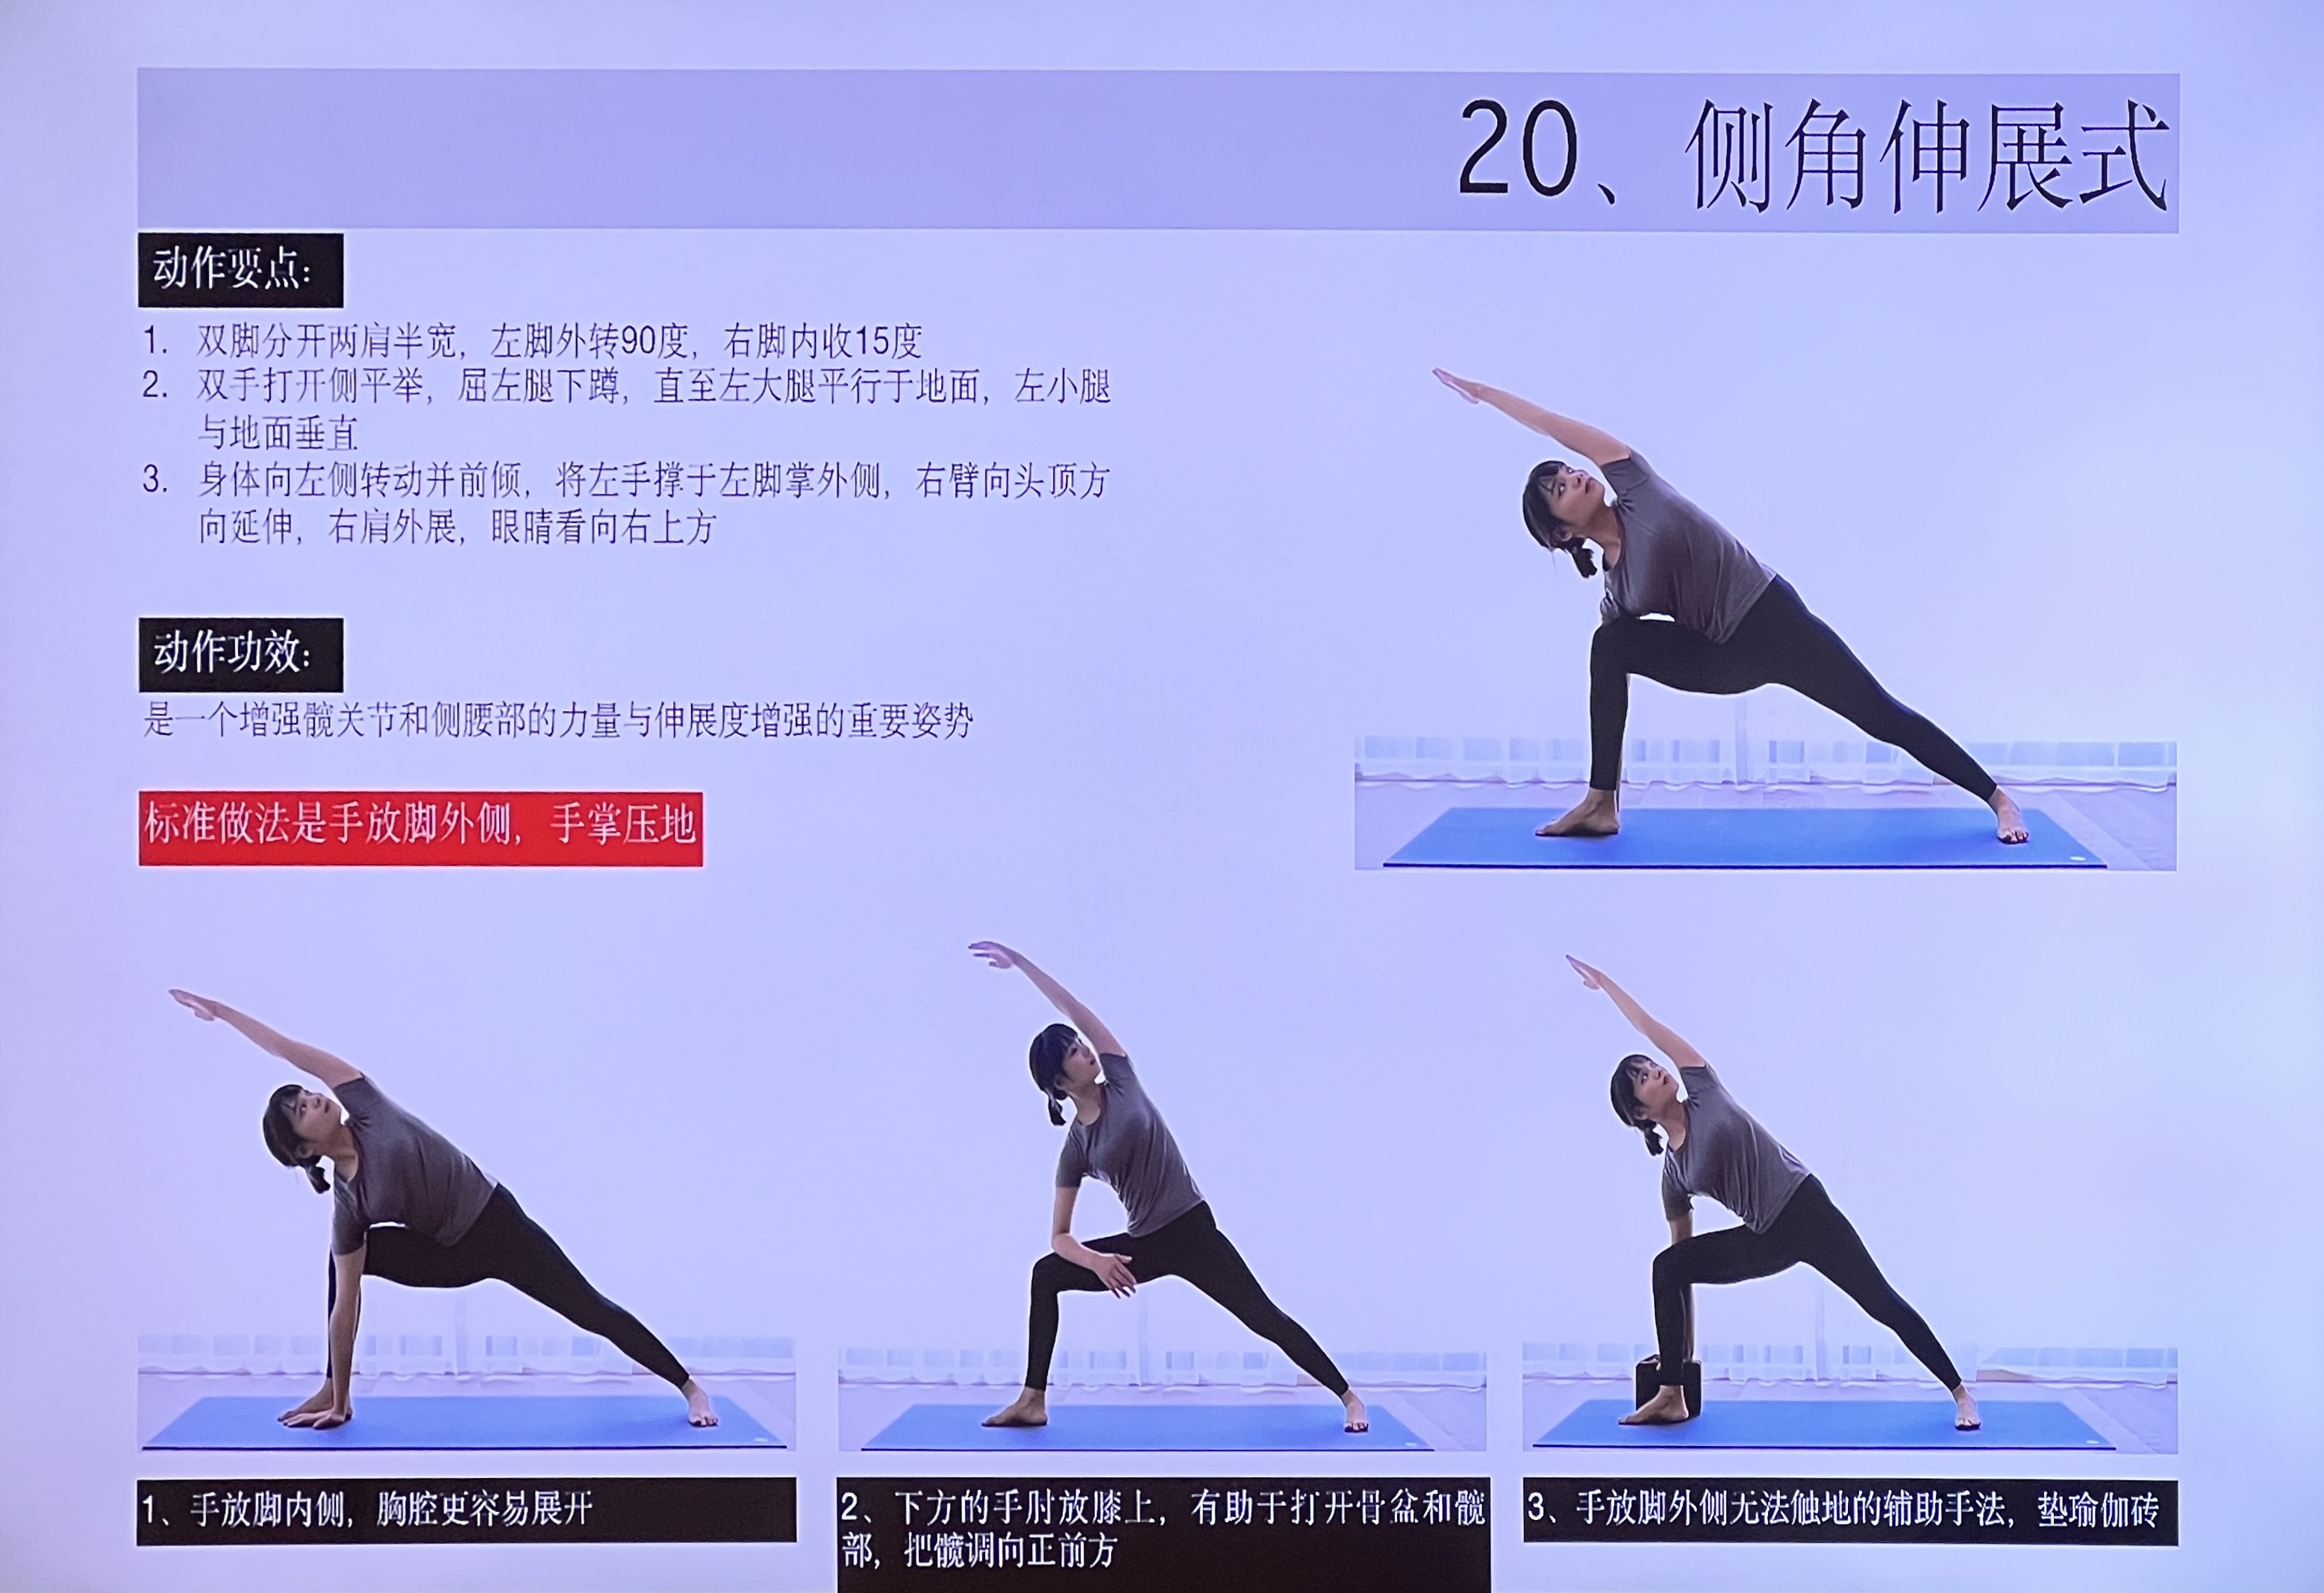 20、侧角伸展式
动作要点：
1. 双脚分开两肩半宽，左脚外转90度，右脚内收15度
2. 双手打开侧平举，屈左腿下蹲，直至左大腿平行于地面，左小腿
与地面垂直
3. 身体向左侧转动并前倾，将左手撑于左脚掌外侧，右臂向头顶方
向延伸，右肩外展，眼睛看向右上方
动作功效：
是一个增强髋关节和侧腰部的力量与伸展度增强的重要姿势
标准做法是手放脚外侧，手掌压地
1、手放脚内侧，胸腔更容易展开
2、下方的手肘放膝上，有助于打开骨盆和髋
部，把髋调向正前方
3、手放脚外侧无法触地的辅助手法，垫瑜伽砖